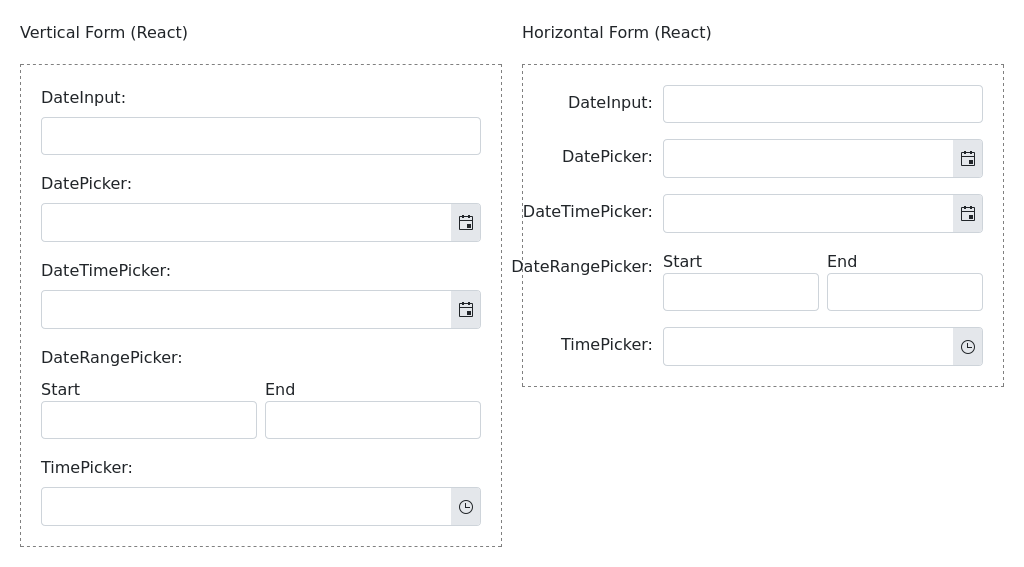 Vertical Form (React)
DateInput:
DatePicker:
DateTimePicker:
DateRangePicker:
Start End
TimePicker:
Horizontal Form (React)
DateInput:
DatePicker:
DateTimePicker:
DateRangePicker: Start End
TimePicker: